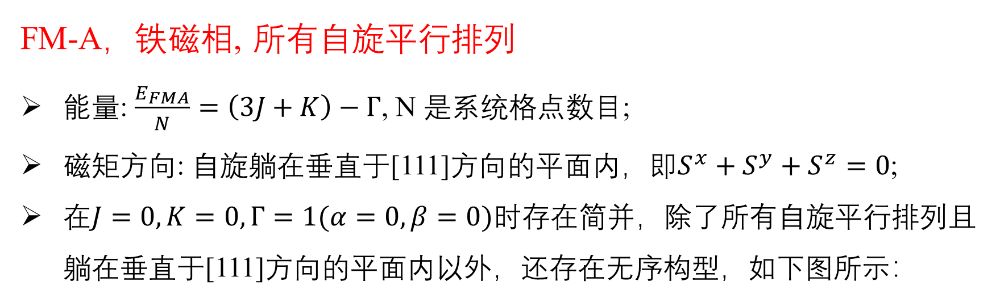 FM-A，铁磁相, 所有自旋平行排列
➢ 能量: $\frac{E_{FMA}}{N} = (3J + K) - \Gamma$, N 是系统格点数目;
➢ 磁矩方向: 自旋躺在垂直于[111]方向的平面内，即$S^x + S^y + S^z = 0$;
➢ 在$J = 0, K = 0, \Gamma = 1(\alpha = 0, \beta = 0)$时存在简并，除了所有自旋平行排列且
躺在垂直于[111]方向的平面内以外，还存在无序构型，如下图所示：